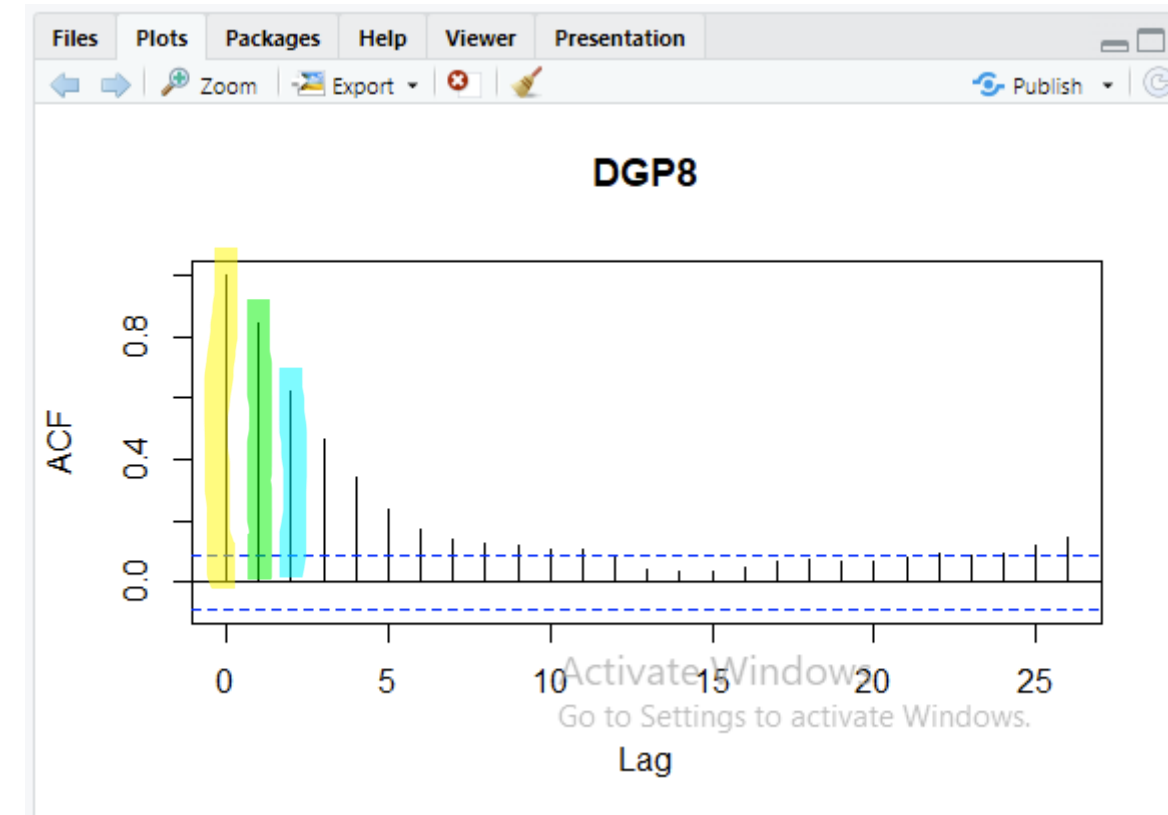 Files Plots Packages Help Viewer Presentation
Zoom Export Publish
DGP8
ACF
0.8
0.4
0.0
0 5 10 15 20 25
Lag
Activate Windows
Go to Settings to activate Windows.